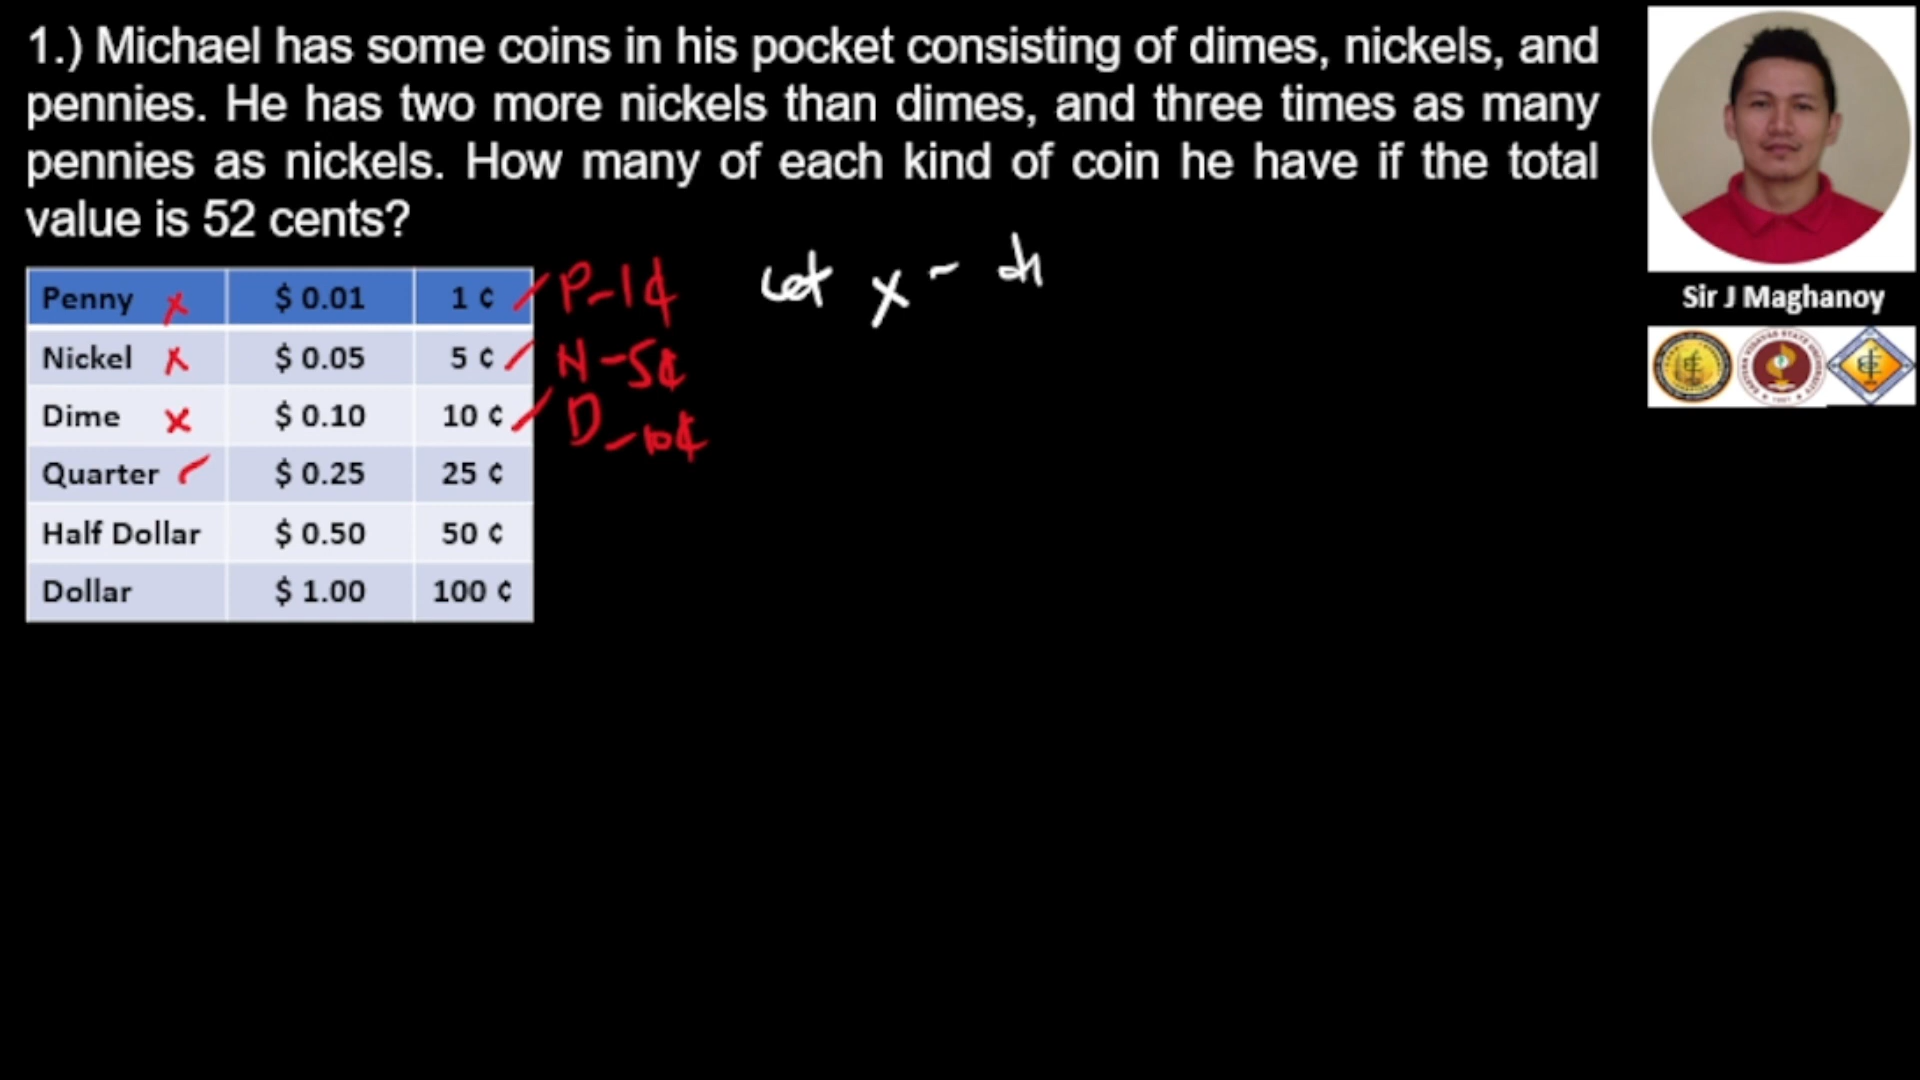 1.) Michael has some coins in his pocket consisting of dimes, nickels, and
pennies. He has two more nickels than dimes, and three times as many
pennies as nickels. How many of each kind of coin he have if the total
value is 52 cents?
Sir J Maghanoy
Penny x $ 0.01 1 ¢
Nickel x $ 0.05 5 ¢
Dime x $ 0.10 10 ¢
Quarter $ 0.25 25 ¢
Half Dollar $ 0.50 50 ¢
Dollar $ 1.00 100 ¢
P-1¢
N-5¢
D-10¢
Let x - di